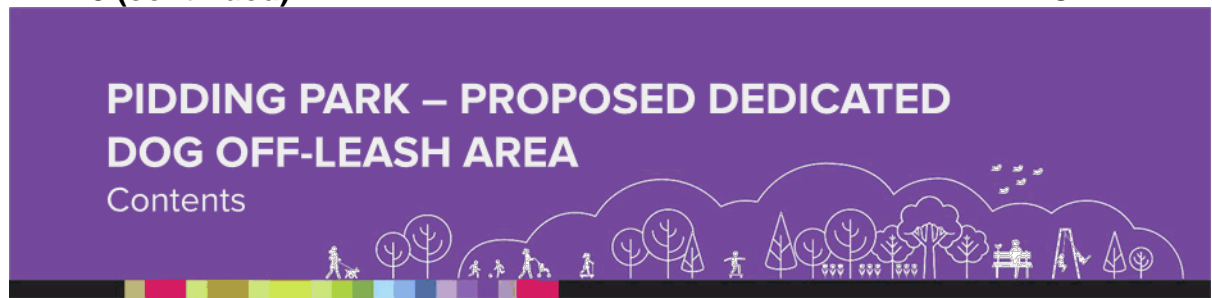 PIDDING PARK – PROPOSED DEDICATED
DOG OFF-LEASH AREA
Contents